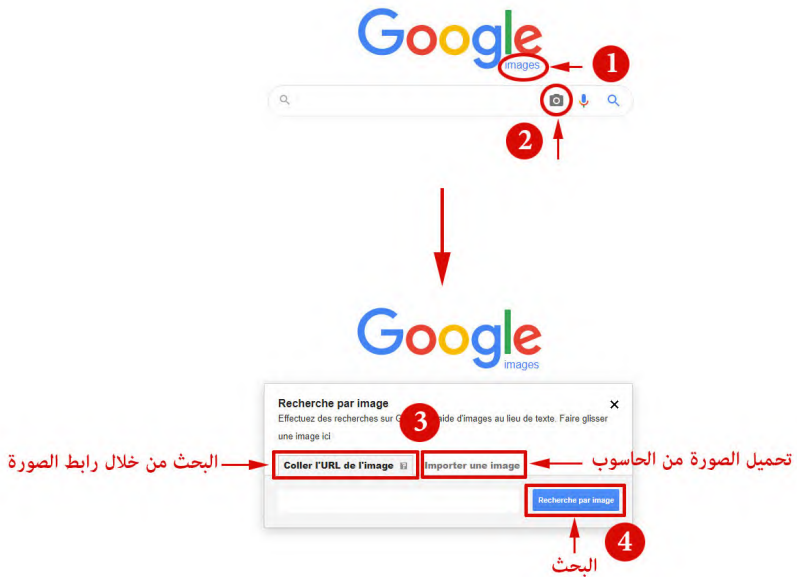 Google
images
1
2
Google
images
Recherche par image
Effectuez des recherches sur G aide d'images au lieu de texte. Faire glisser
une image ici
3
البحث من خلال رابط الصورة
Coller l'URL de l'image ?
Importer une image
تحميل الصورة من الحاسوب
Recherche par image
4
البحث